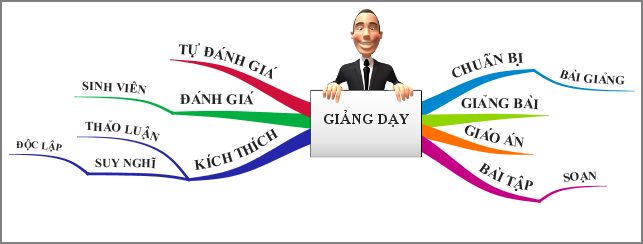 TỰ ĐÁNH GIÁ
SINH VIÊN
ĐÁNH GIÁ
THẢO LUẬN
ĐỘC LẬP
SUY NGHĨ
KÍCH THÍCH
GIẢNG DẠY
CHUẨN BỊ
BÀI GIẢNG
GIẢNG BÀI
GIÁO ÁN
BÀI TẬP
SOẠN